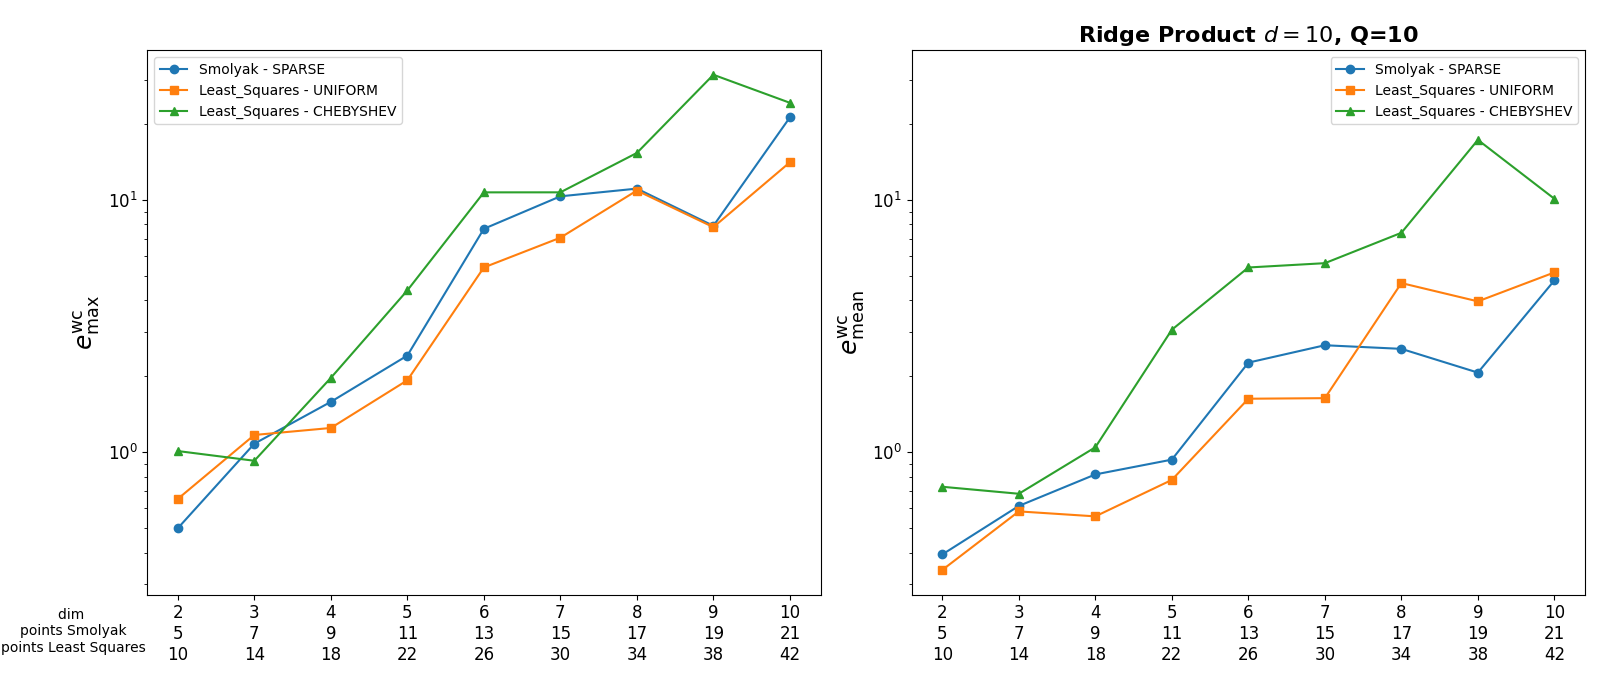 Ridge Product d = 10, Q=10
Smolyak - SPARSE
Least_Squares - UNIFORM
Least_Squares - CHEBYSHEV
10¹
10⁰
e^wc_max
2 3 4 5 6 7 8 9 10
5 7 9 11 13 15 17 19 21
10 14 18 22 26 30 34 38 42
dim
points Smolyak
points Least Squares
Smolyak - SPARSE
Least_Squares - UNIFORM
Least_Squares - CHEBYSHEV
10¹
10⁰
e^wc_mean
2 3 4 5 6 7 8 9 10
5 7 9 11 13 15 17 19 21
10 14 18 22 26 30 34 38 42